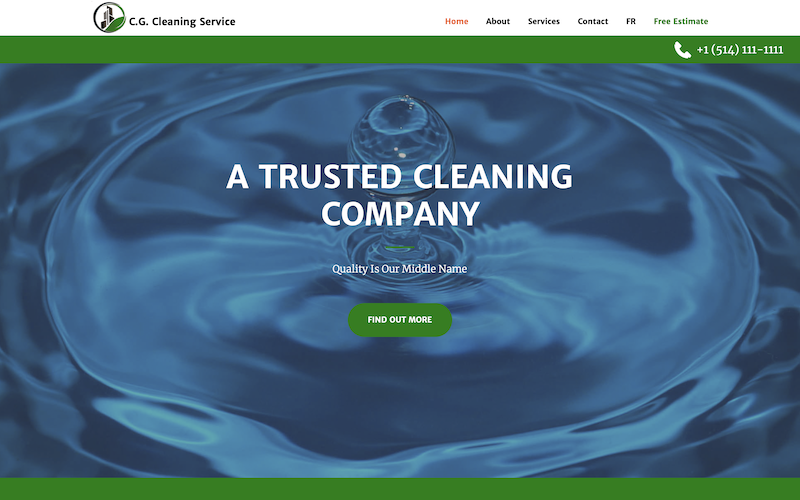 C.G. Cleaning Service
Home About Services Contact FR Free Estimate
+1 (514) 111-1111
A TRUSTED CLEANING
COMPANY
Quality Is Our Middle Name
FIND OUT MORE